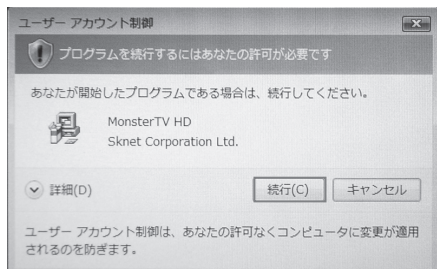 ユーザー アカウント制御
プログラムを続行するにはあなたの許可が必要です
あなたが開始したプログラムである場合は、続行してください。
MonsterTV HD
Sknet Corporation Ltd.
詳細(D)
続行(C)
キャンセル
ユーザー アカウント制御は、あなたの許可なくコンピュータに変更が適用
されるのを防ぎます。